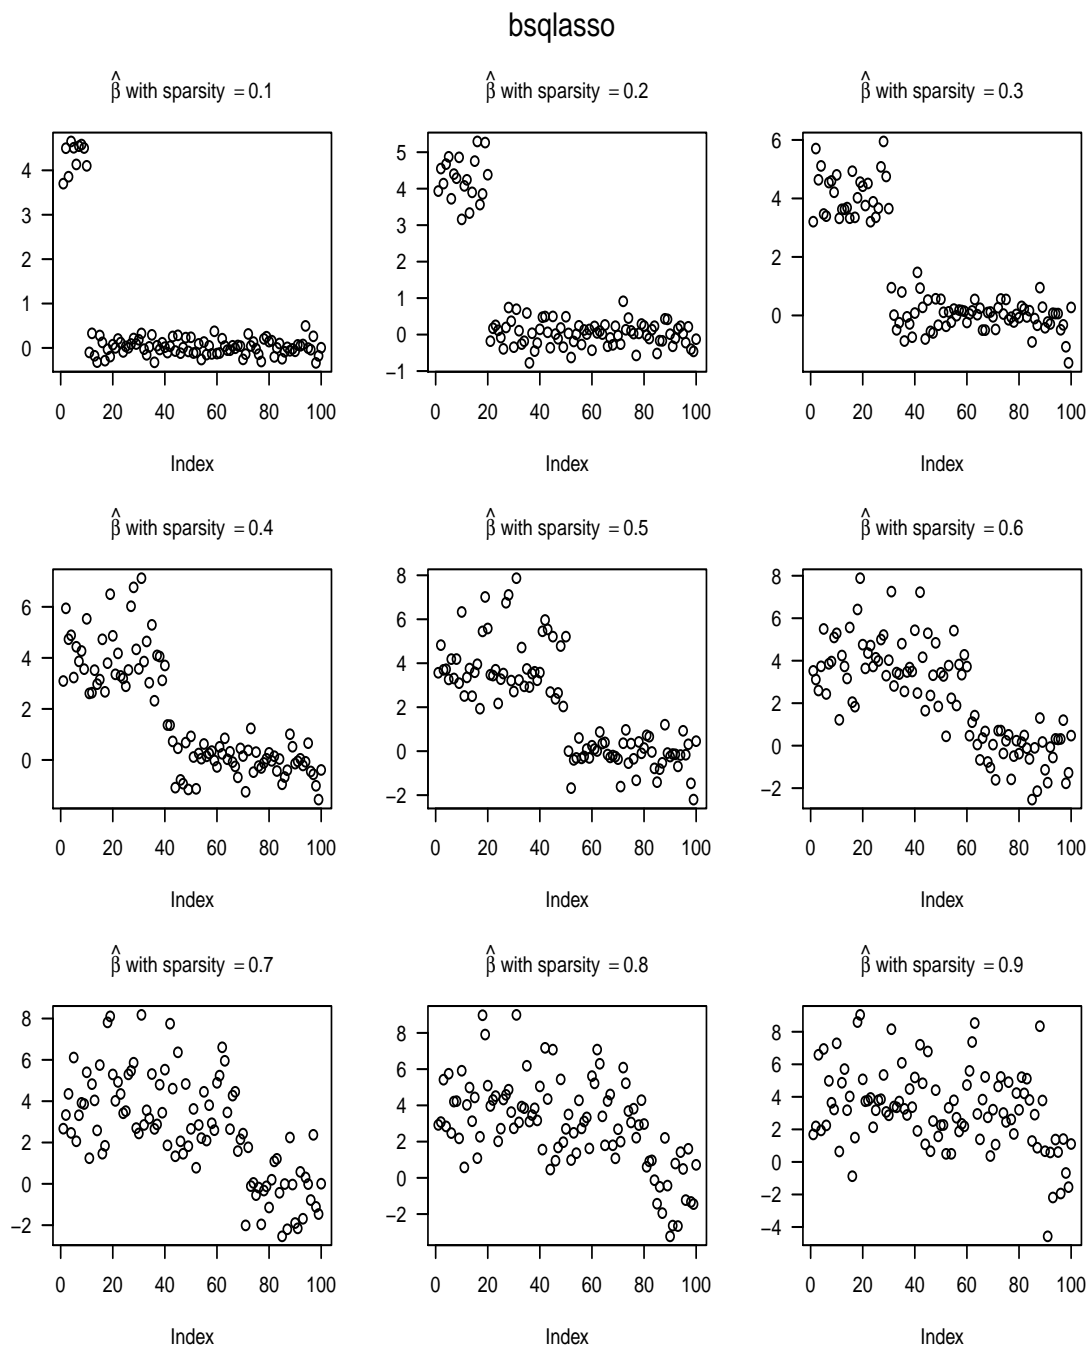 bsqlasso
β̂ with sparsity = 0.1
β̂ with sparsity = 0.2
β̂ with sparsity = 0.3
4
3
2
1
0
0 20 40 60 80 100
Index
5
4
3
2
1
0
−1
0 20 40 60 80 100
Index
6
4
2
0
0 20 40 60 80 100
Index
β̂ with sparsity = 0.4
β̂ with sparsity = 0.5
β̂ with sparsity = 0.6
6
4
2
0
0 20 40 60 80 100
Index
8
6
4
2
0
−2
0 20 40 60 80 100
Index
8
6
4
2
0
−2
0 20 40 60 80 100
Index
β̂ with sparsity = 0.7
β̂ with sparsity = 0.8
β̂ with sparsity = 0.9
8
6
4
2
0
−2
0 20 40 60 80 100
Index
8
6
4
2
0
−2
0 20 40 60 80 100
Index
8
6
4
2
0
−2
−4
0 20 40 60 80 100
Index